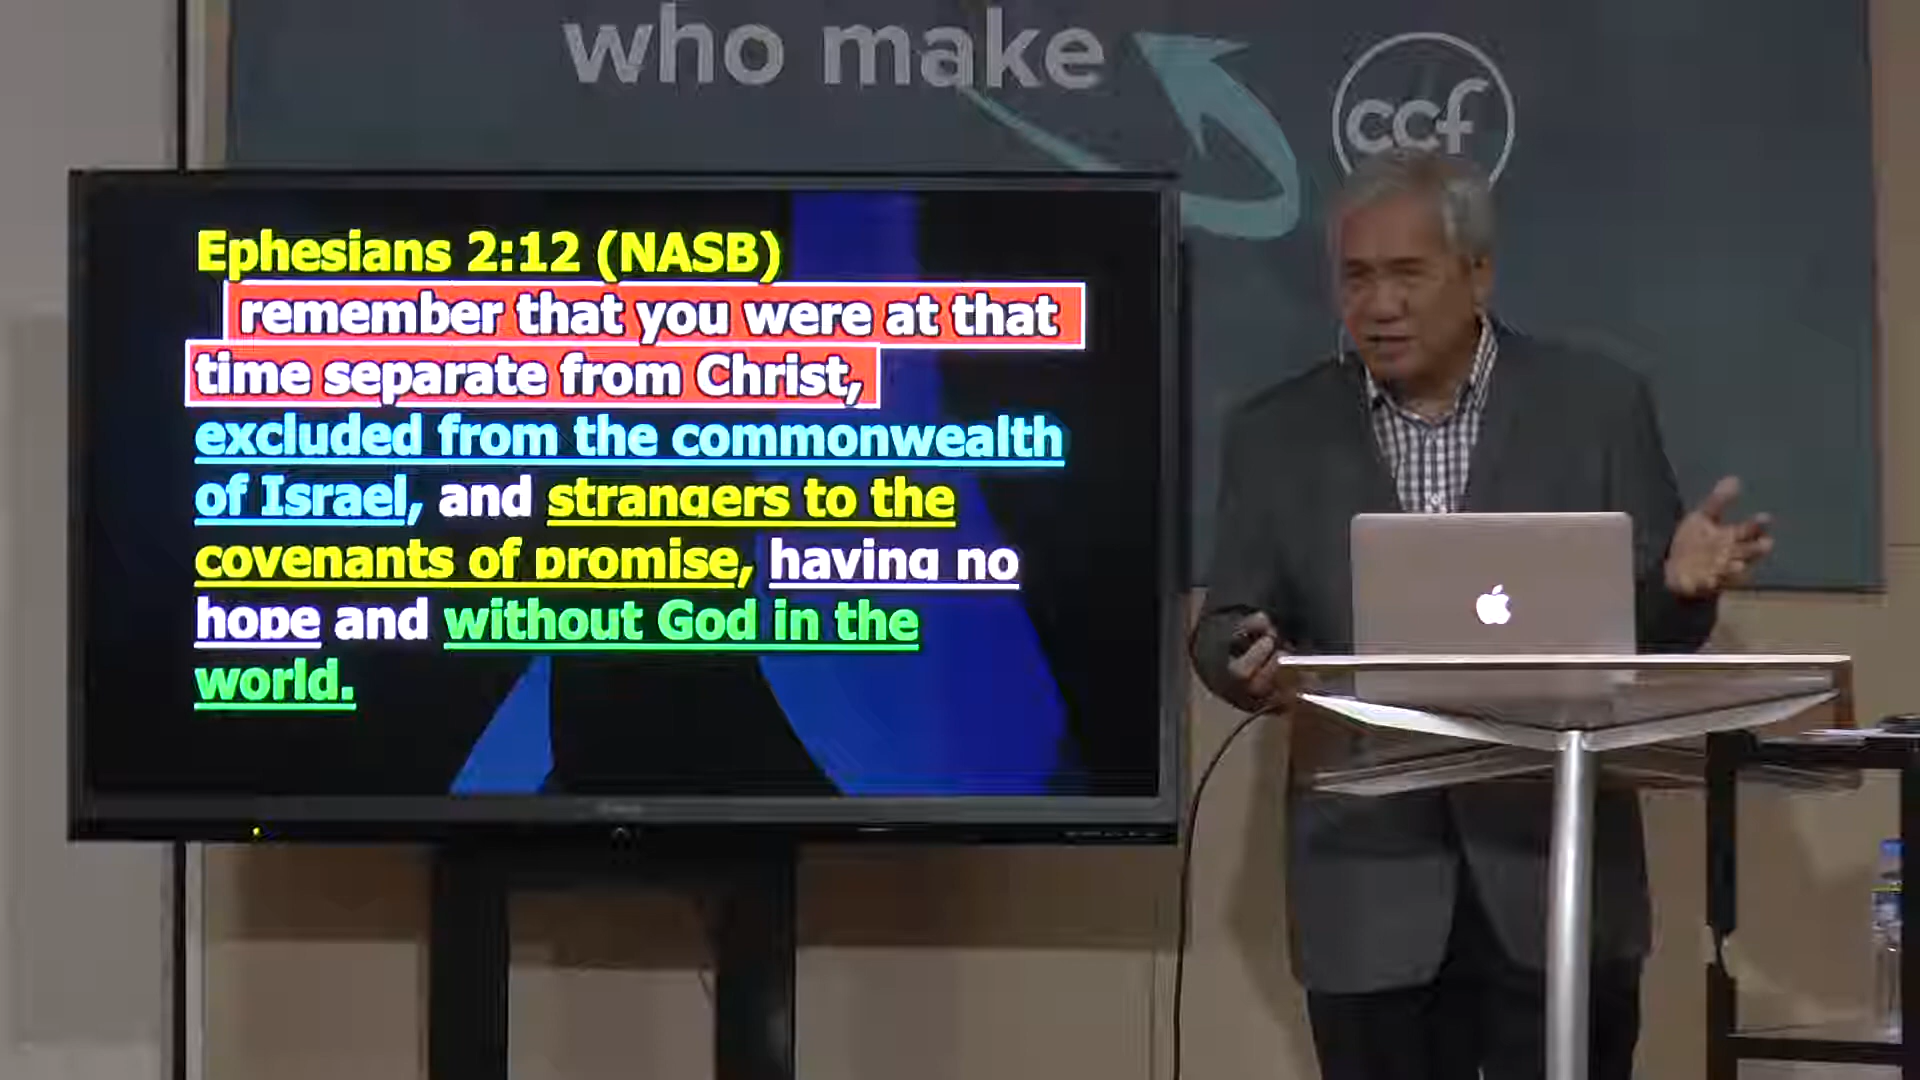 who make
ccf
Ephesians 2:12 (NASB)
remember that you were at that
time separate from Christ,
excluded from the commonwealth
of Israel, and strangers to the
covenants of promise, having no
hope and without God in the
world.